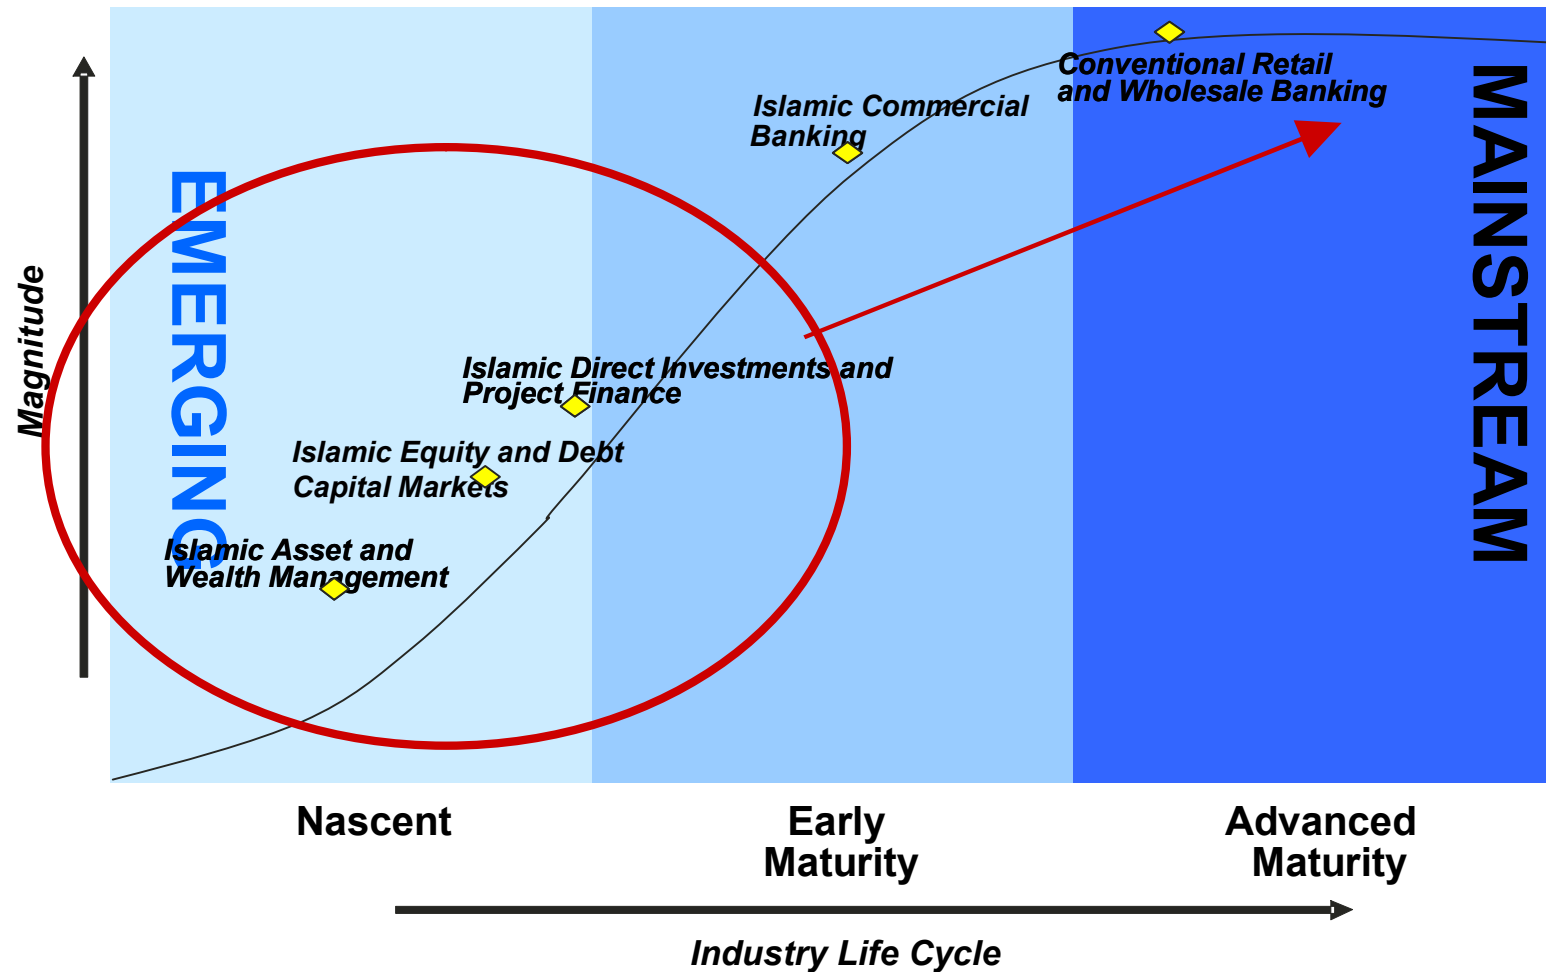 Conventional Retail
and Wholesale Banking
MAINSTREAM
Islamic Commercial
Banking
EMERGING
Magnitude
Islamic Direct Investments and
Project Finance
Islamic Equity and Debt
Capital Markets
Islamic Asset and
Wealth Management
Nascent
Early
Maturity
Advanced
Maturity
Industry Life Cycle